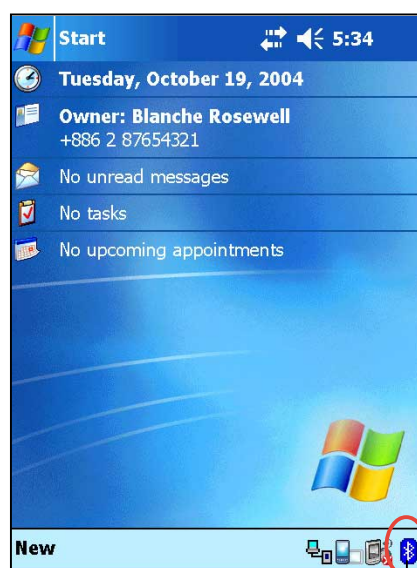 Start 5:34
Tuesday, October 19, 2004
Owner: Blanche Rosewell
+886 2 87654321
No unread messages
No tasks
No upcoming appointments
New